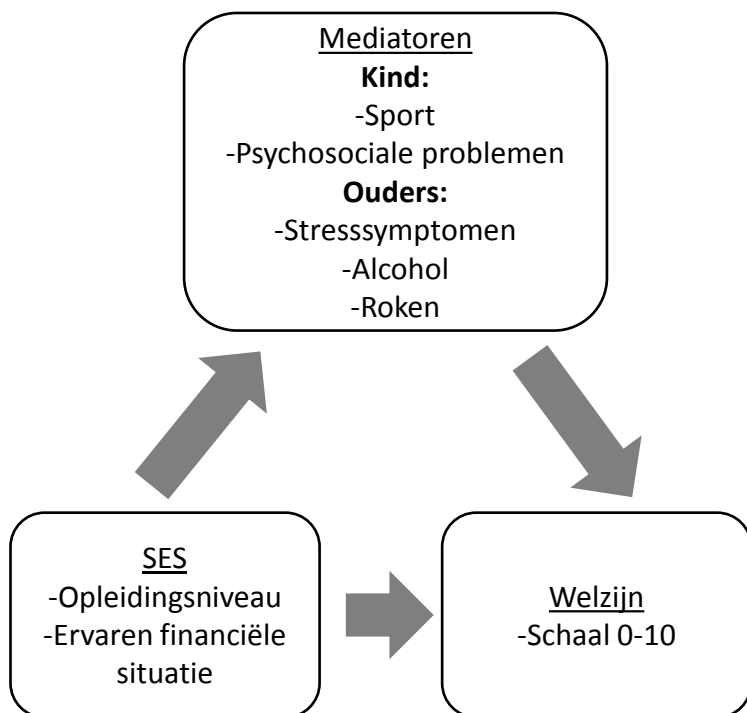 Mediatoren
Kind:
-Sport
-Psychosociale problemen
Ouders:
-Stresssymptomen
-Alcohol
-Roken
SES
-Opleidingsniveau
-Ervaren financiële
situatie
Welzijn
-Schaal 0-10